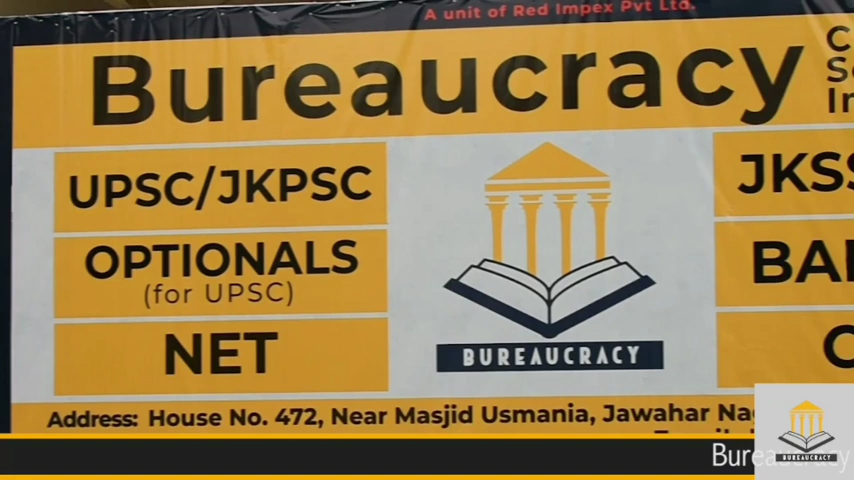 A unit of Red Impex Pvt Ltd.
Bureaucracy
UPSC/JKPSC
OPTIONALS
(for UPSC)
NET
BUREAUCRACY
JKSS
Address: House No. 472, Near Masjid Usmania, Jawahar Nag
Bureaucracy
BUREAUCRACY